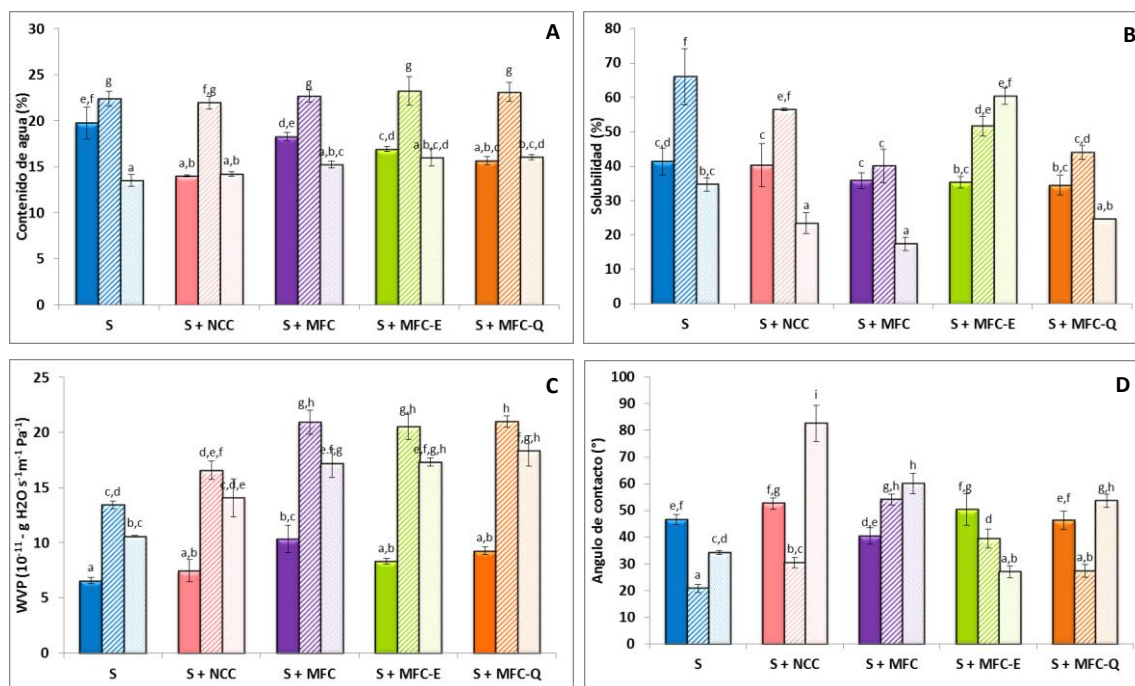 A
Contenido de agua (%)
30
25
20
15
10
5
0
e,f g a
a,b f,g a,b
d,e g a,b,c
c,d g a,b,c,d
a,b,c g b,c,d
S S + NCC S + MFC S + MFC-E S + MFC-Q
B
Solubilidad (%)
80
70
60
50
40
30
20
10
0
c,d f b,c
c e,f a
c c a
b,c d,e e,f
b,c c,d a,b
S S + NCC S + MFC S + MFC-E S + MFC-Q
C
WVP (10⁻¹¹ - g H2O s⁻¹m⁻¹ Pa⁻¹)
25
20
15
10
5
0
a c,d b,c
a,b d,e,f c,d,e
b,c g,h e,f,g
a,b g,h e,f,g,h
a,b h f,g,h
S S + NCC S + MFC S + MFC-E S + MFC-Q
D
Angulo de contacto (°)
100
90
80
70
60
50
40
30
20
10
0
e,f a c,d
f,g b,c i
d,e g,h h
f,g d a,b
e,f a,b g,h
S S + NCC S + MFC S + MFC-E S + MFC-Q